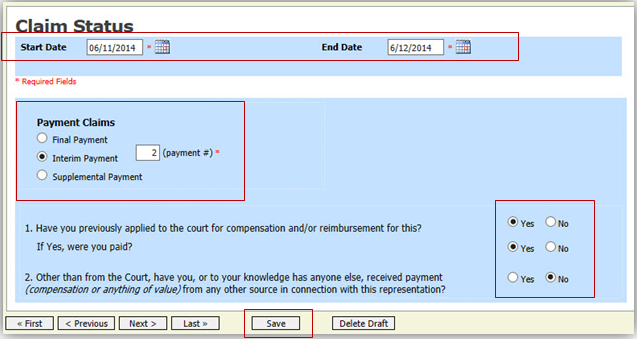 Claim Status
Start Date 06/11/2014 * End Date 6/12/2014 *
* Required Fields
Payment Claims
Final Payment
Interim Payment 2 (payment #) *
Supplemental Payment
1. Have you previously applied to the court for compensation and/or reimbursement for this? Yes No
If Yes, were you paid? Yes No
2. Other than from the Court, have you, or to your knowledge has anyone else, received payment
(compensation or anything of value) from any other source in connection with this representation? Yes No
« First < Previous Next > Last » Save Delete Draft